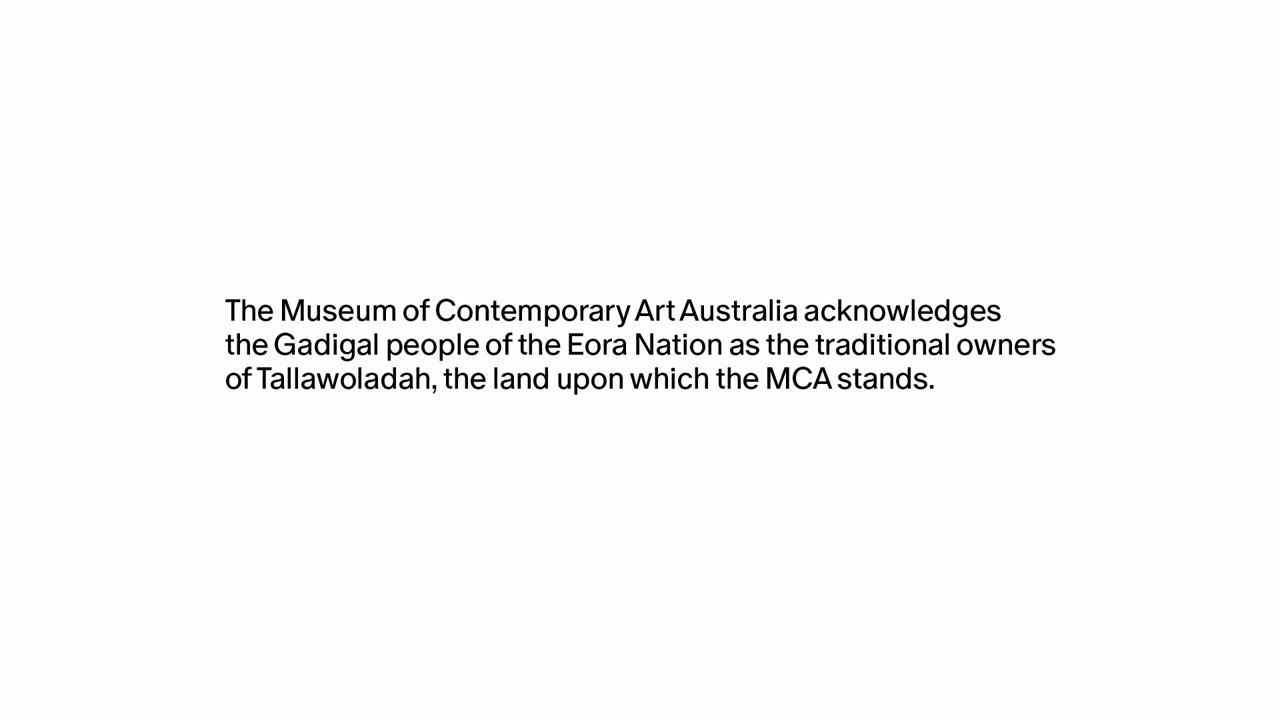 The Museum of Contemporary Art Australia acknowledges
the Gadigal people of the Eora Nation as the traditional owners
of Tallawoladah, the land upon which the MCA stands.